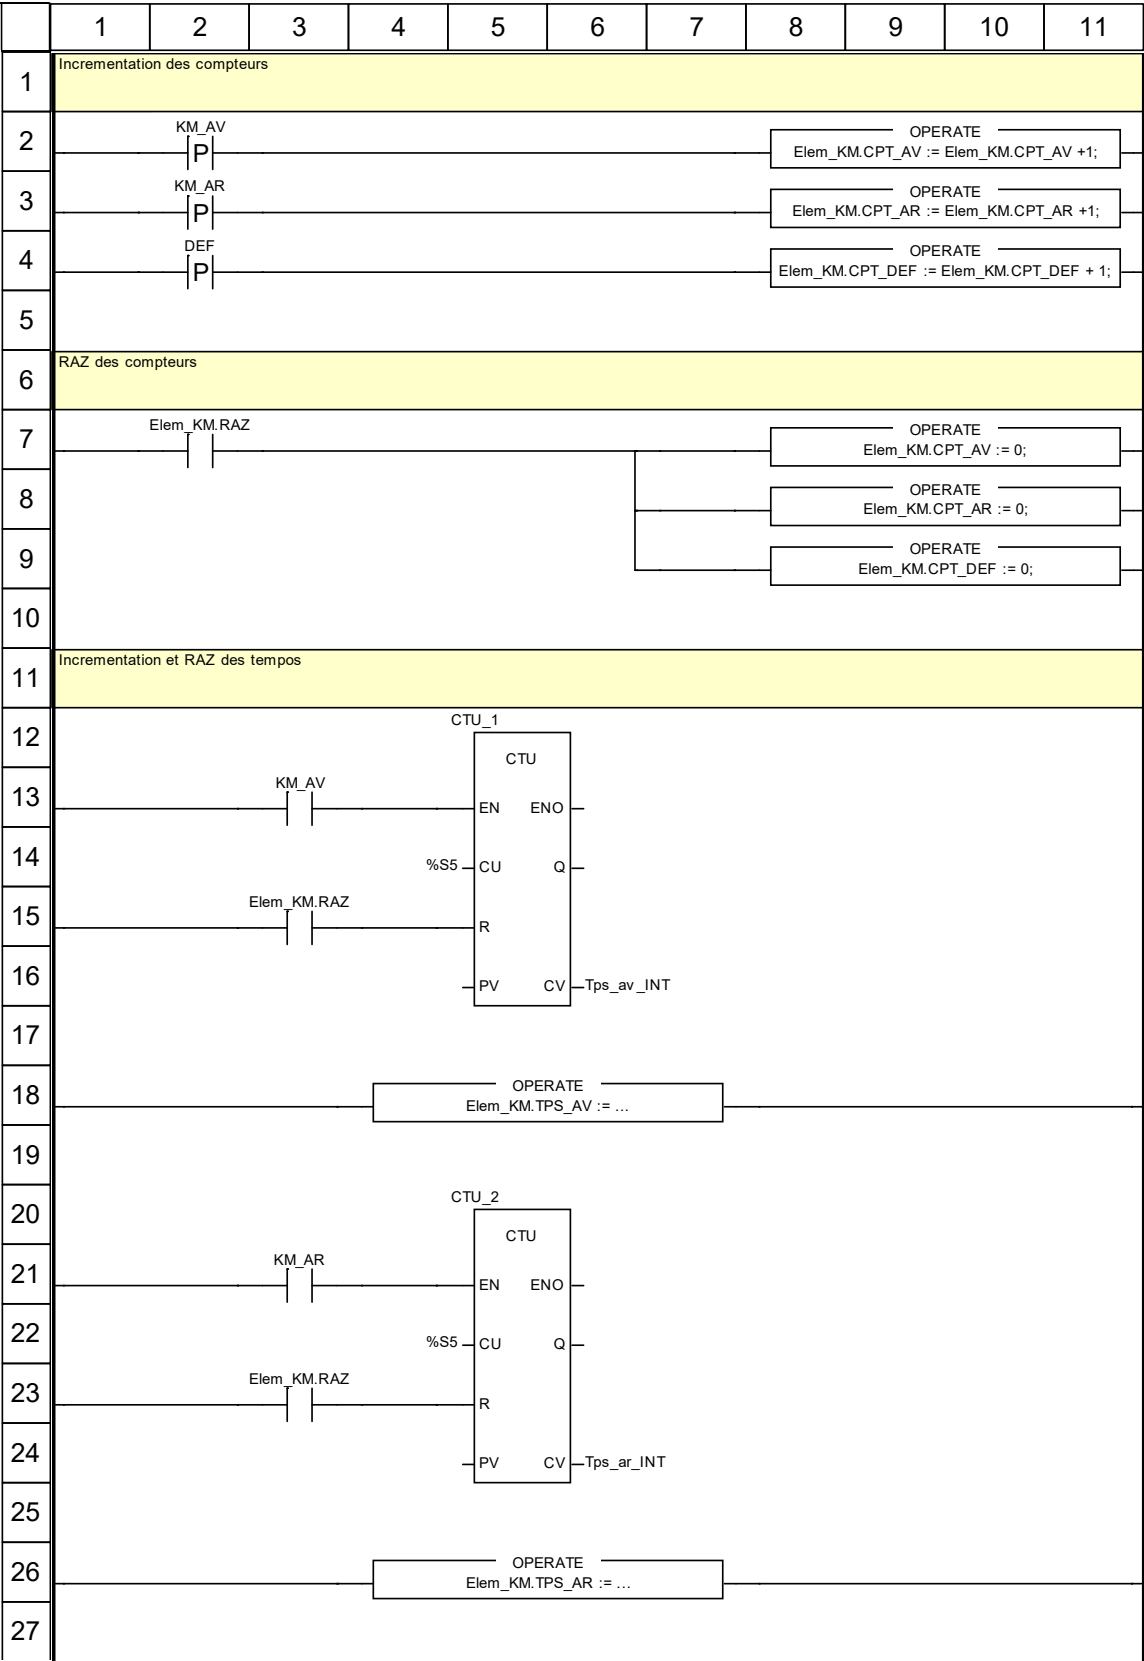 1 2 3 4 5 6 7 8 9 10 11
1
Incrementation des compteurs
2
KM_AV
P
OPERATE
Elem_KM.CPT_AV := Elem_KM.CPT_AV +1;
3
KM_AR
P
OPERATE
Elem_KM.CPT_AR := Elem_KM.CPT_AR +1;
4
DEF
P
OPERATE
Elem_KM.CPT_DEF := Elem_KM.CPT_DEF + 1;
5
6
RAZ des compteurs
7
Elem_KM.RAZ
OPERATE
Elem_KM.CPT_AV := 0;
8
OPERATE
Elem_KM.CPT_AR := 0;
9
OPERATE
Elem_KM.CPT_DEF := 0;
10
11
Incrementation et RAZ des tempos
12
CTU_1
CTU
13
KM_AV
EN ENO
14
%S5 CU Q
15
Elem_KM.RAZ
R
16
PV CV Tps_av_INT
17
18
OPERATE
Elem_KM.TPS_AV := ...
19
20
CTU_2
CTU
21
KM_AR
EN ENO
22
%S5 CU Q
23
Elem_KM.RAZ
R
24
PV CV Tps_ar_INT
25
26
OPERATE
Elem_KM.TPS_AR := ...
27